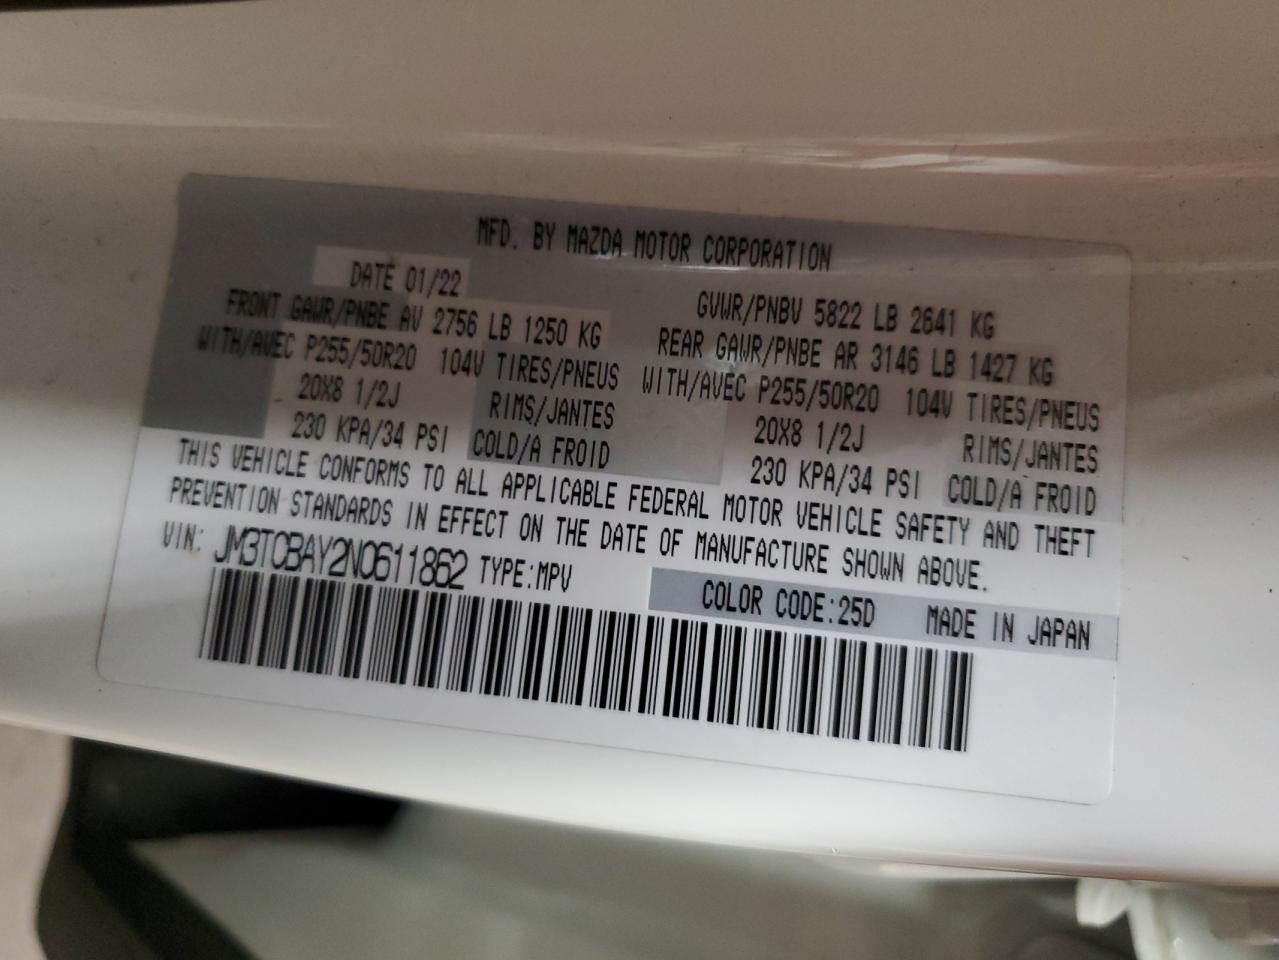 MFD. BY MAZDA MOTOR CORPORATION
DATE 01/22 GVWR/PNBV 5822 LB 2641 KG
FRONT GAWR/PNBE AV 2756 LB 1250 KG REAR GAWR/PNBE AR 3146 LB 1427 KG
WITH/AVEC P255/50R20 104V TIRES/PNEUS WITH/AVEC P255/50R20 104V TIRES/PNEUS
20X8 1/2J RIMS/JANTES 20X8 1/2J RIMS/JANTES
230 KPA/34 PSI COLD/A FROID 230 KPA/34 PSI COLD/A FROID
THIS VEHICLE CONFORMS TO ALL APPLICABLE FEDERAL MOTOR VEHICLE SAFETY AND THEFT
PREVENTION STANDARDS IN EFFECT ON THE DATE OF MANUFACTURE SHOWN ABOVE.
VIN: JM3TCBAY2N0611862 TYPE:MPV COLOR CODE:25D MADE IN JAPAN